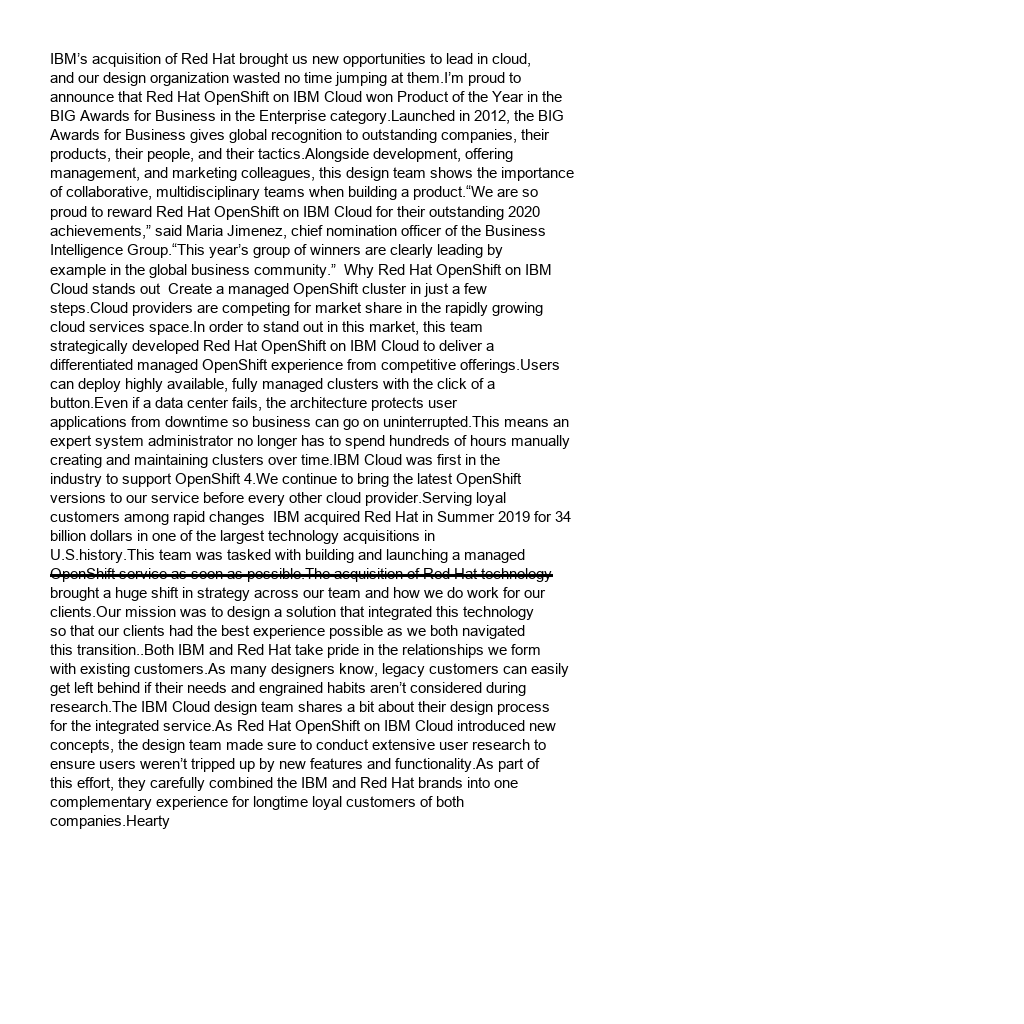 IBM’s acquisition of Red Hat brought us new opportunities to lead in cloud,
and our design organization wasted no time jumping at them.I’m proud to
announce that Red Hat OpenShift on IBM Cloud won Product of the Year in the
BIG Awards for Business in the Enterprise category.Launched in 2012, the BIG
Awards for Business gives global recognition to outstanding companies, their
products, their people, and their tactics.Alongside development, offering
management, and marketing colleagues, this design team shows the importance
of collaborative, multidisciplinary teams when building a product.“We are so
proud to reward Red Hat OpenShift on IBM Cloud for their outstanding 2020
achievements,” said Maria Jimenez, chief nomination officer of the Business
Intelligence Group.“This year’s group of winners are clearly leading by
example in the global business community.”  Why Red Hat OpenShift on IBM
Cloud stands out  Create a managed OpenShift cluster in just a few
steps.Cloud providers are competing for market share in the rapidly growing
cloud services space.In order to stand out in this market, this team
strategically developed Red Hat OpenShift on IBM Cloud to deliver a
differentiated managed OpenShift experience from competitive offerings.Users
can deploy highly available, fully managed clusters with the click of a
button.Even if a data center fails, the architecture protects user
applications from downtime so business can go on uninterrupted.This means an
expert system administrator no longer has to spend hundreds of hours manually
creating and maintaining clusters over time.IBM Cloud was first in the
industry to support OpenShift 4.We continue to bring the latest OpenShift
versions to our service before every other cloud provider.Serving loyal
customers among rapid changes  IBM acquired Red Hat in Summer 2019 for 34
billion dollars in one of the largest technology acquisitions in
U.S.history.This team was tasked with building and launching a managed
OpenShift service as soon as possible.The acquisition of Red Hat technology
brought a huge shift in strategy across our team and how we do work for our
clients.Our mission was to design a solution that integrated this technology
so that our clients had the best experience possible as we both navigated
this transition..Both IBM and Red Hat take pride in the relationships we form
with existing customers.As many designers know, legacy customers can easily
get left behind if their needs and engrained habits aren’t considered during
research.The IBM Cloud design team shares a bit about their design process
for the integrated service.As Red Hat OpenShift on IBM Cloud introduced new
concepts, the design team made sure to conduct extensive user research to
ensure users weren’t tripped up by new features and functionality.As part of
this effort, they carefully combined the IBM and Red Hat brands into one
complementary experience for longtime loyal customers of both
companies.Hearty